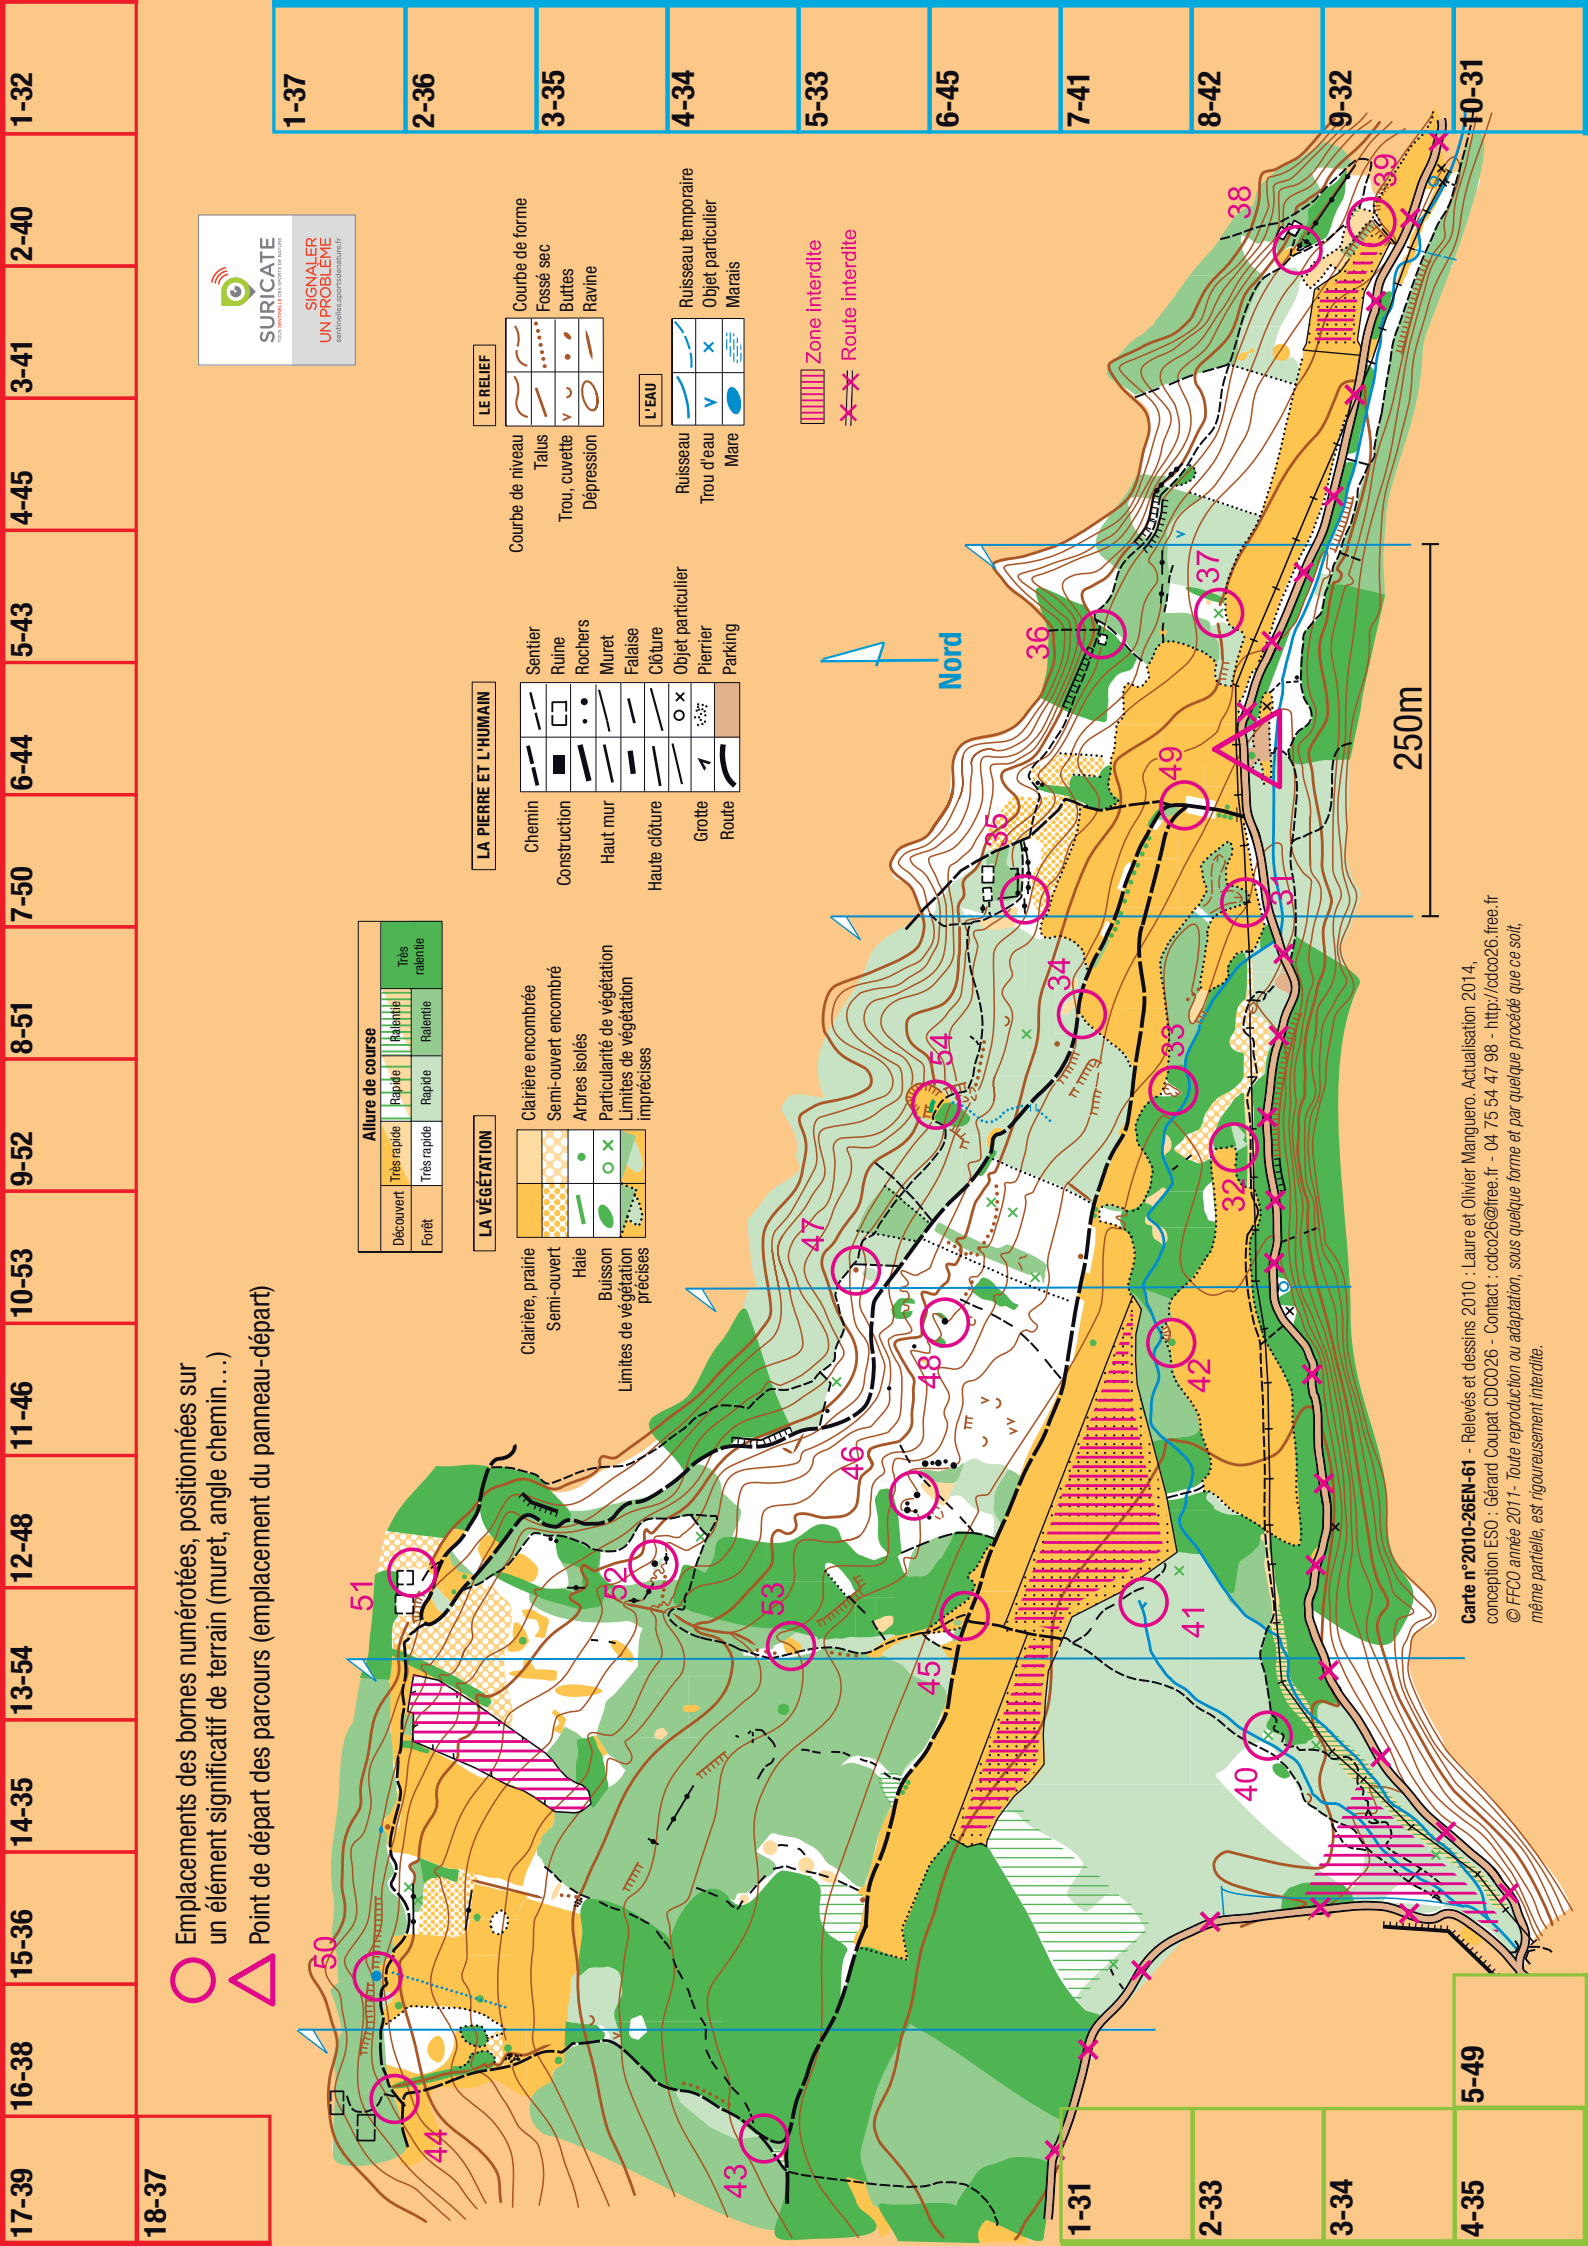 1-32
2-40
3-41
4-45
5-43
6-44
7-50
8-51
9-52
10-53
11-46
12-48
13-54
14-35
15-36
16-38
17-39
18-37
1-37
2-36
3-35
4-34
5-33
6-45
7-41
8-42
9-32
10-31
1-31
2-33
3-34
4-35
5-49
Emplacements des bornes numérotées, positionnées sur
un élément significatif de terrain (muret, angle chemin…)
Point de départ des parcours (emplacement du panneau-départ)
SURICATE
TOUS SENTINELLE DES SPORTS DE NATURE
SIGNALER
UN PROBLÈME
sentinelles.sportsdenature.fr
Allure de course
Découvert
Très rapide
Rapide
Ralentie
Très
ralentie
Forêt
Très rapide
Rapide
Ralentie
LA VÉGÉTATION
Clairière, prairie
Clairière encombrée
Semi-ouvert
Semi-ouvert encombré
Haie
Arbres isolés
Buisson
Particularité de végétation
Limites de végétation
précises
Limites de végétation
imprécises
LA PIERRE ET L'HUMAIN
Chemin
Sentier
Construction
Ruine
Rochers
Haut mur
Muret
Falaise
Haute clôture
Clôture
Objet particulier
Grotte
Pierrier
Route
Parking
LE RELIEF
Courbe de niveau
Courbe de forme
Talus
Fossé sec
Trou, cuvette
Buttes
Dépression
Ravine
L'EAU
Ruisseau
Ruisseau temporaire
Trou d'eau
Objet particulier
Mare
Marais
Zone interdite
Route interdite
Nord
250m
31
32
33
34
35
36
37
38
39
40
41
42
43
44
45
46
47
48
49
50
51
52
53
54
Carte n°2010-26EN-61 - Relevés et dessins 2010 : Laure et Olivier Manguero. Actualisation 2014,
conception ESO : Gérard Coupat CDCO26 - Contact : cdco26@free.fr - 04 75 54 47 98 - http://cdco26.free.fr
© FFCO année 2011- Toute reproduction ou adaptation, sous quelque forme et par quelque procédé que ce soit,
même partielle, est rigoureusement interdite.